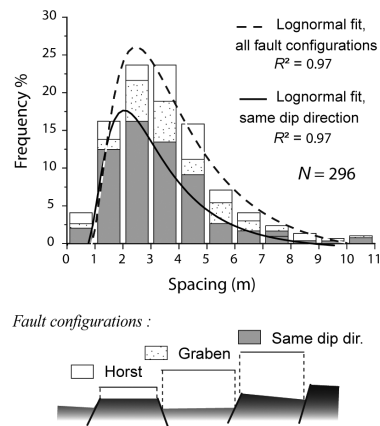 Lognormal fit,
all fault configurations
R² = 0.97
Lognormal fit,
same dip direction
R² = 0.97
N = 296
Frequency %
30
25
20
15
10
5
0
0 1 2 3 4 5 6 7 8 9 10 11
Spacing (m)
Fault configurations :
Same dip dir.
Graben
Horst